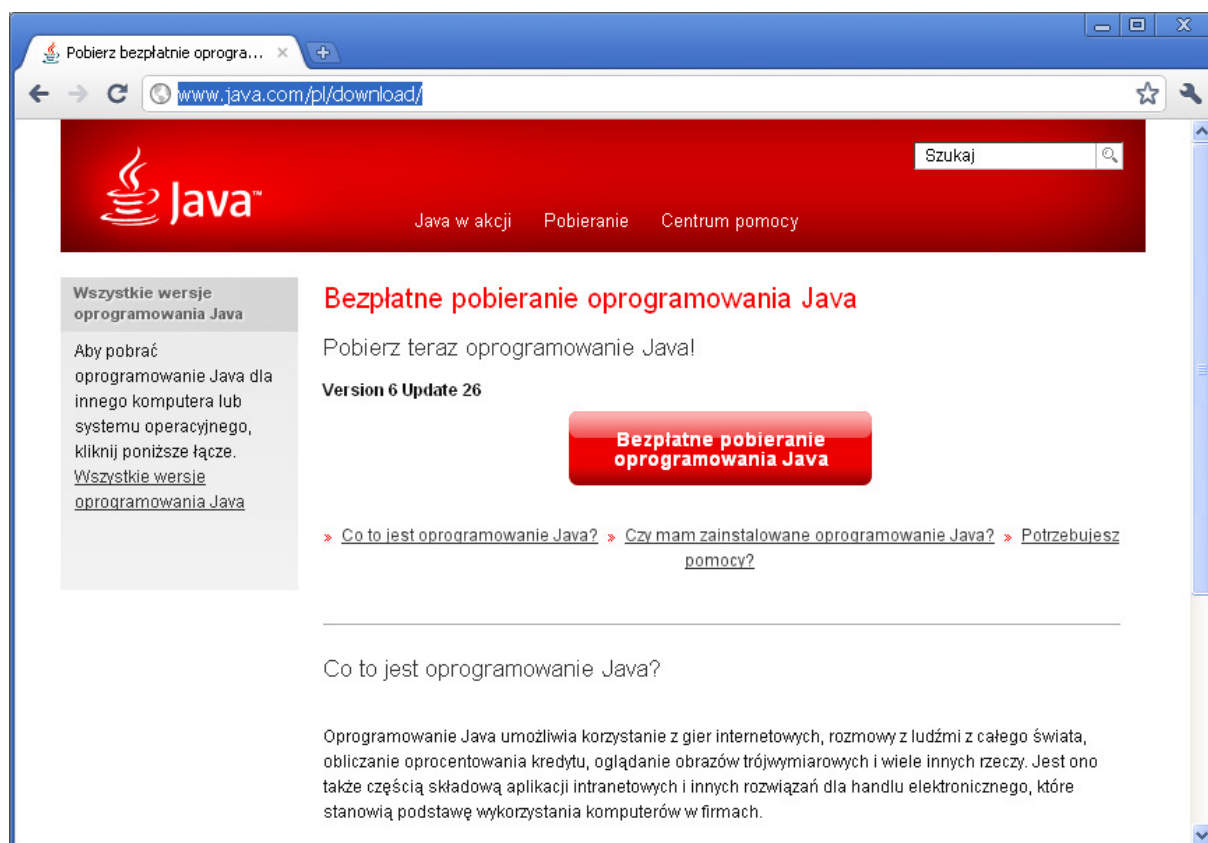 Pobierz bezpłatnie oprogra...
www.java.com/pl/download/
Szukaj
Java™
Java w akcji Pobieranie Centrum pomocy
Wszystkie wersje
oprogramowania Java
Aby pobrać
oprogramowanie Java dla
innego komputera lub
systemu operacyjnego,
kliknij poniższe łącze.
Wszystkie wersje
oprogramowania Java
Bezpłatne pobieranie oprogramowania Java
Pobierz teraz oprogramowanie Java!
Version 6 Update 26
Bezpłatne pobieranie
oprogramowania Java
» Co to jest oprogramowanie Java? » Czy mam zainstalowane oprogramowanie Java? » Potrzebujesz
pomocy?
Co to jest oprogramowanie Java?
Oprogramowanie Java umożliwia korzystanie z gier internetowych, rozmowy z ludźmi z całego świata,
obliczanie oprocentowania kredytu, oglądanie obrazów trójwymiarowych i wiele innych rzeczy. Jest ono
także częścią składową aplikacji intranetowych i innych rozwiązań dla handlu elektronicznego, które
stanowią podstawę wykorzystania komputerów w firmach.